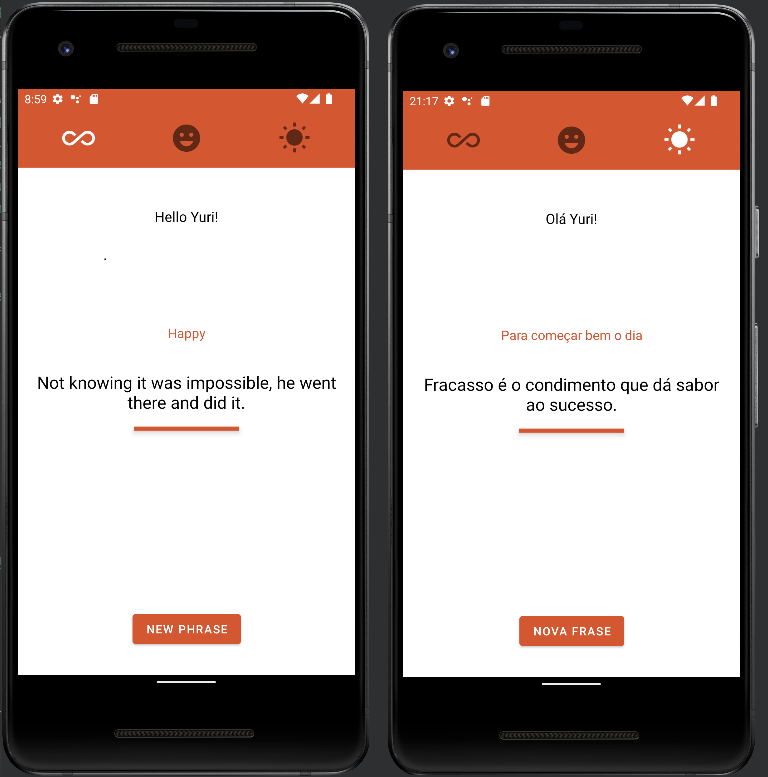 8:59
Hello Yuri!
.
Happy
Not knowing it was impossible, he went
there and did it.
NEW PHRASE
21:17
Olá Yuri!
Para começar bem o dia
Fracasso é o condimento que dá sabor
ao sucesso.
NOVA FRASE